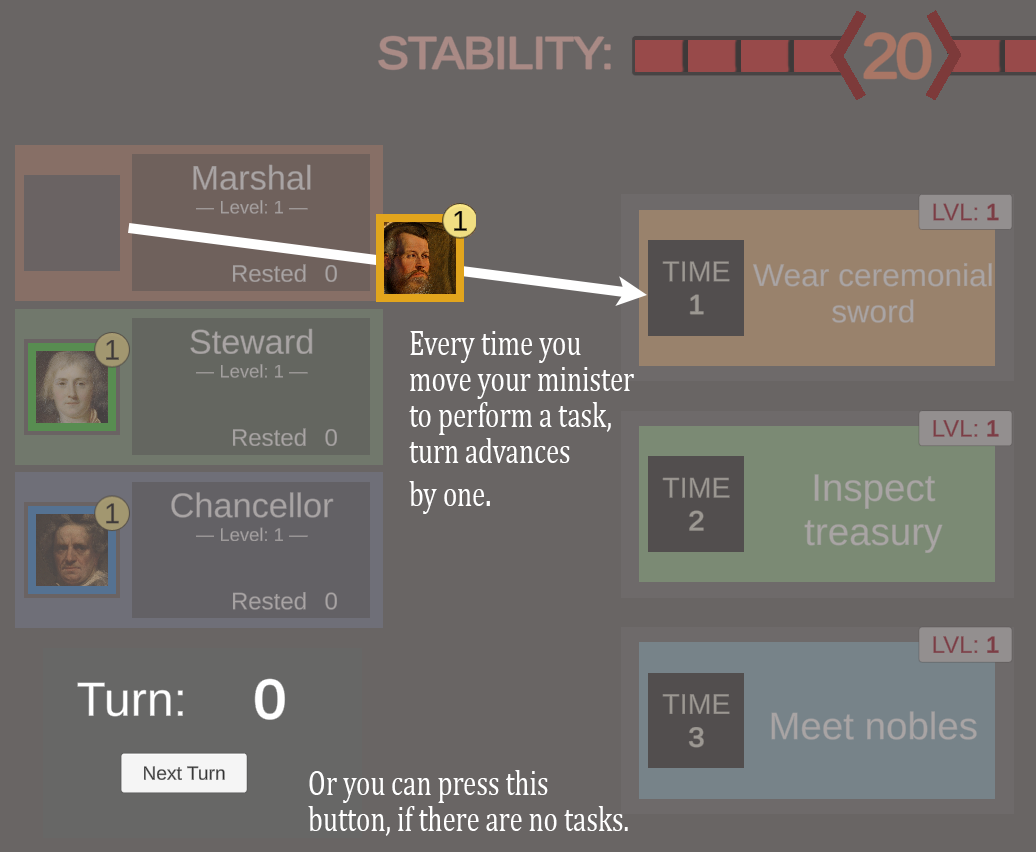 STABILITY: 20
Marshal
— Level: 1 —
Rested 0
1
LVL: 1
TIME
1
Wear ceremonial
sword
Every time you
move your minister
to perform a task,
turn advances
by one.
Steward
— Level: 1 —
Rested 0
1
LVL: 1
TIME
2
Inspect
treasury
Chancellor
— Level: 1 —
Rested 0
1
LVL: 1
TIME
3
Meet nobles
Turn: 0
Next Turn
Or you can press this
button, if there are no tasks.